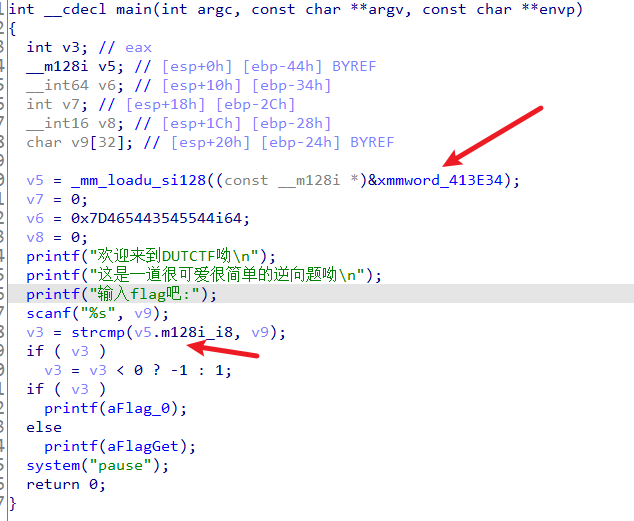 int __cdecl main(int argc, const char **argv, const char **envp)
{
  int v3; // eax
  __m128i v5; // [esp+0h] [ebp-44h] BYREF
  __int64 v6; // [esp+10h] [ebp-34h]
  int v7; // [esp+18h] [ebp-2Ch]
  __int16 v8; // [esp+1Ch] [ebp-28h]
  char v9[32]; // [esp+20h] [ebp-24h] BYREF

  v5 = _mm_loadu_si128((const __m128i *)&xmmword_413E34);
  v7 = 0;
  v6 = 0x7D465443545544i64;
  v8 = 0;
  printf("欢迎来到DUTCTF呦\n");
  printf("这是一道很可爱很简单的逆向题呦\n");
  printf("输入flag吧:");
  scanf("%s", v9);
  v3 = strcmp(v5.m128i_i8, v9);
  if ( v3 )
    v3 = v3 < 0 ? -1 : 1;
  if ( v3 )
    printf(aFlag_0);
  else
    printf(aFlagGet);
  system("pause");
  return 0;
}